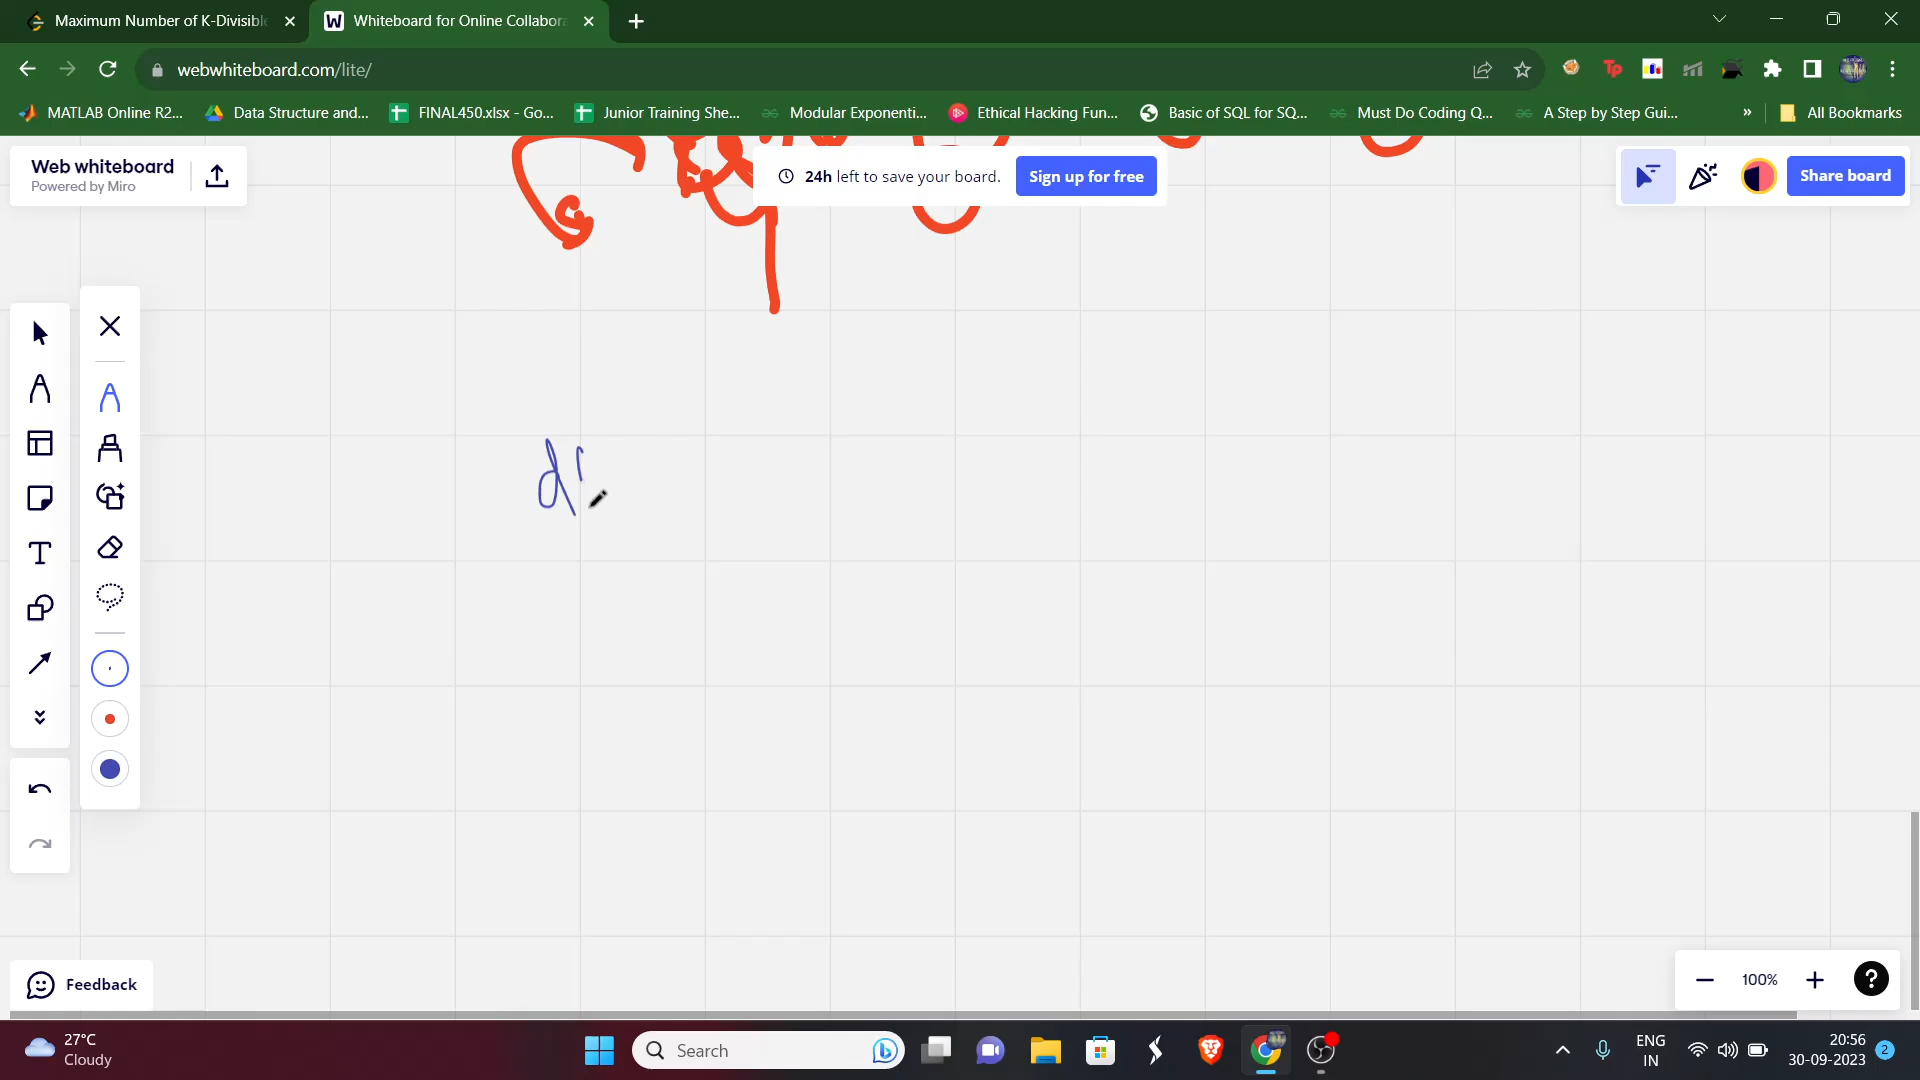 Maximum Number of K-Divisible
Whiteboard for Online Collabora
webwhiteboard.com/lite/
MATLAB Online R2...
Data Structure and...
FINAL450.xlsx - Go...
Junior Training She...
Modular Exponenti...
Ethical Hacking Fun...
Basic of SQL for SQ...
Must Do Coding Q...
A Step by Step Gui...
»
All Bookmarks
Web whiteboard
Powered by Miro
24h left to save your board.
Sign up for free
Share board
Feedback
100%
27°C
Cloudy
Search
ENG
IN
20:56
30-09-2023
2